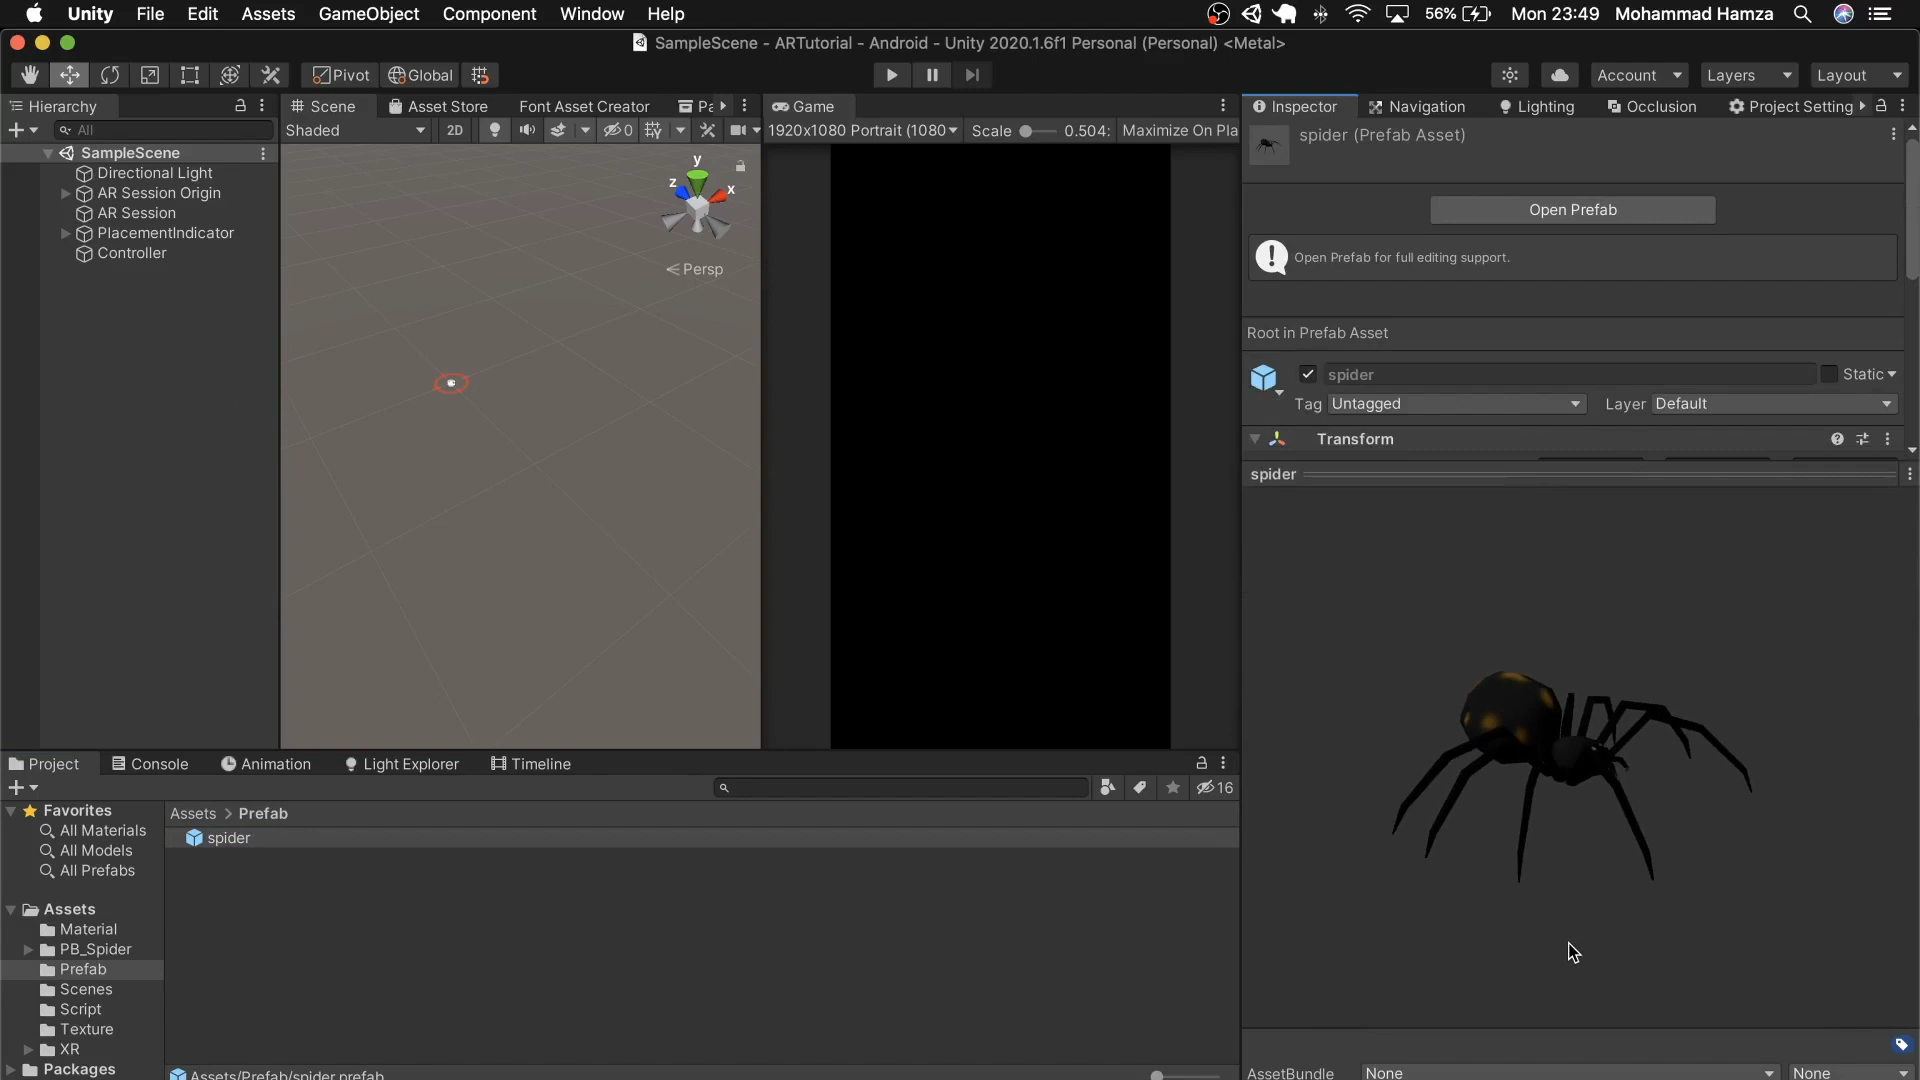 Unity File Edit Assets GameObject Component Window Help 56% Mon 23:49 Mohammad Hamza
SampleScene - ARTutorial - Android - Unity 2020.1.6f1 Personal (Personal) <Metal>
Pivot Global Account Layers Layout
Hierarchy Scene Asset Store Font Asset Creator Pa Game Inspector Navigation Lighting Occlusion Project Setting
All Shaded 2D 0 1920x1080 Portrait (1080 Scale 0.504: Maximize On Pla
spider (Prefab Asset)
SampleScene
Directional Light
AR Session Origin
AR Session
PlacementIndicator
Controller
y
z
x
Persp
Open Prefab
Open Prefab for full editing support.
Root in Prefab Asset
spider Static
Tag Untagged Layer Default
Transform
spider
Project Console Animation Light Explorer Timeline
16
Favorites
All Materials
All Models
All Prefabs
Assets
Material
PB_Spider
Prefab
Scenes
Script
Texture
XR
Packages
Assets > Prefab
spider
Assets/Prefab/spider.prefab
AssetBundle None None